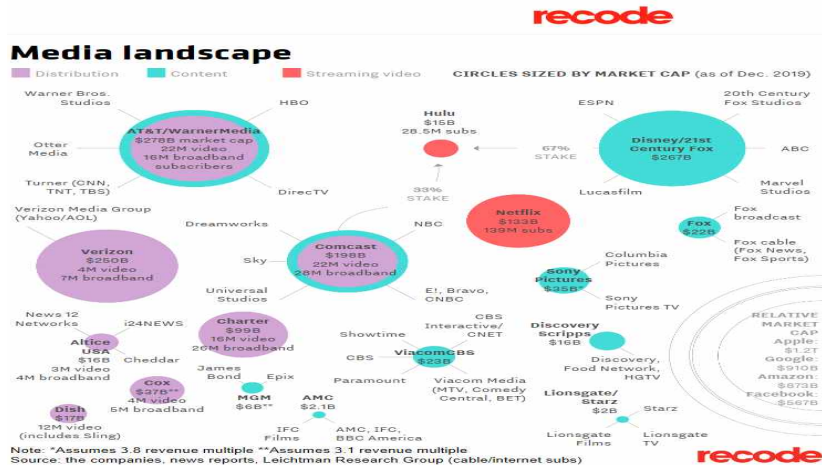 recode
Media landscape
Distribution
Content
Streaming video
CIRCLES SIZED BY MARKET CAP (as of Dec. 2019)
Warner Bros.
Studios
HBO
AT&T/WarnerMedia
$278B market cap
22M video
16M broadband
subscribers
Otter
Media
Turner (CNN,
TNT, TBS)
DirecTV
Hulu
$15B
28.5M subs
67%
STAKE
33%
STAKE
ESPN
20th Century
Fox Studios
Disney/21st
Century Fox
$267B
ABC
Lucasfilm
Marvel
Studios
Verizon Media Group
(Yahoo/AOL)
Verizon
$250B
4M video
7M broadband
Dreamworks
NBC
Comcast
$198B
22M video
28M broadband
Sky
Universal
Studios
E!, Bravo,
CNBC
Netflix
$133B
139M subs
Fox
$22B
Fox
broadcast
Fox cable
(Fox News,
Fox Sports)
Columbia
Pictures
Sony
Pictures
$35B*
Sony
Pictures TV
News 12
Networks
i24NEWS
Altice
USA
$16B
3M video
4M broadband
Cheddar
Charter
$99B
16M video
26M broadband
Cox
$37B**
4M video
5M broadband
Dish
$17B
12M video
(includes Sling)
James
Bond
Epix
MGM
$6B**
AMC
$2.1B
IFC
Films
AMC, IFC,
BBC America
Showtime
CBS
Interactive/
CNET
CBS
ViacomCBS
$23B
Paramount
Viacom Media
(MTV, Comedy
Central, BET)
Discovery
Scripps
$16B
Discovery,
Food Network,
HGTV
Lionsgate/
Starz
$2B
Starz
Lionsgate
Films
Lionsgate
TV
RELATIVE
MARKET
CAP
Apple:
$1.2T
Google:
$910B
Amazon:
$873B
Facebook:
$567B
Note: *Assumes 3.8 revenue multiple **Assumes 3.1 revenue multiple
Source: the companies, news reports, Leichtman Research Group (cable/internet subs)
recode